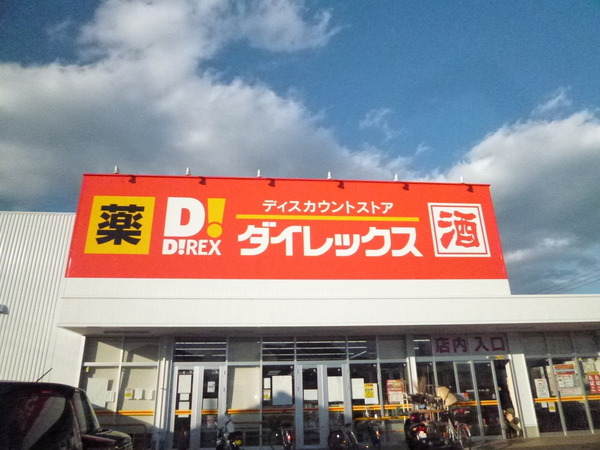 薬
D!
D!REX
ディスカウントストア
ダイレックス
酒
店内 入口